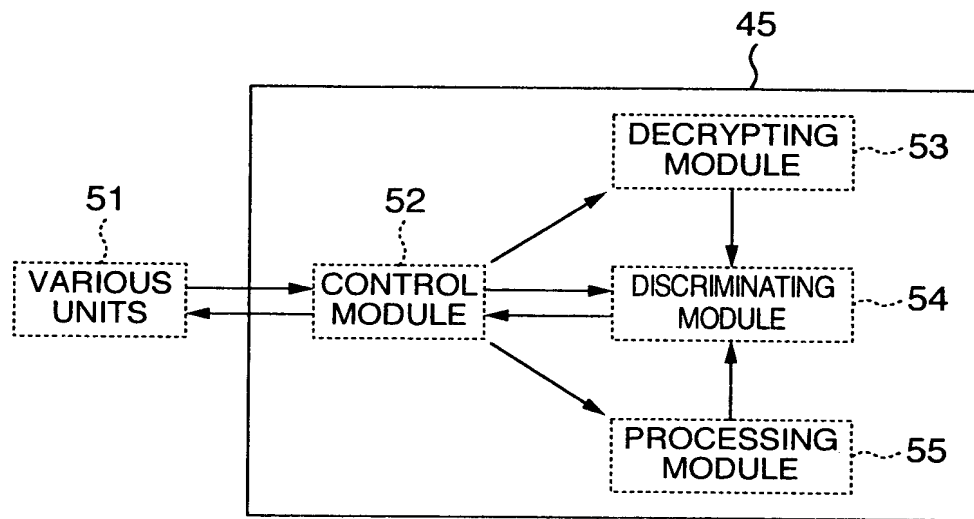 45
DECRYPTING
MODULE
53
51
52
VARIOUS
UNITS
CONTROL
MODULE
DISCRIMINATING
MODULE
54
PROCESSING
MODULE
55